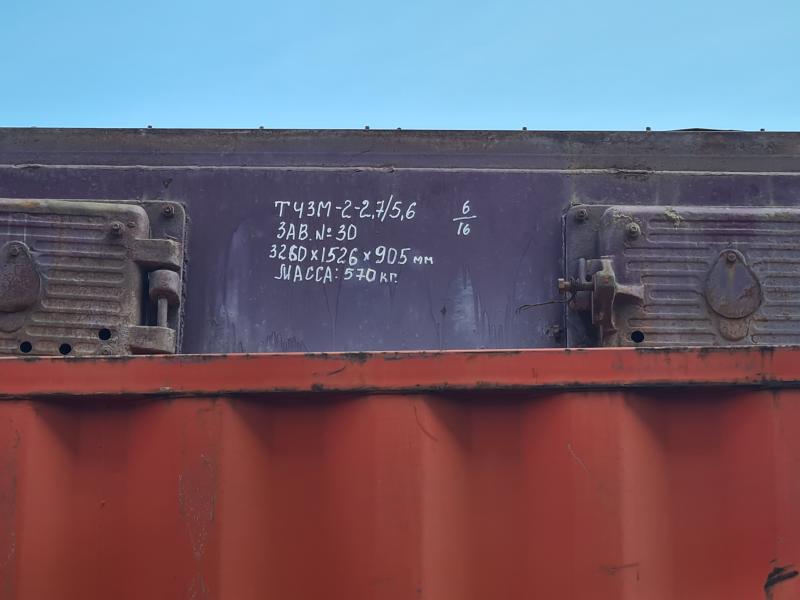 ТЧЗМ-2-2,7/5,6
ЗАВ. № 30
3260×1526×905 мм
МАССА: 570 кг.
6/16